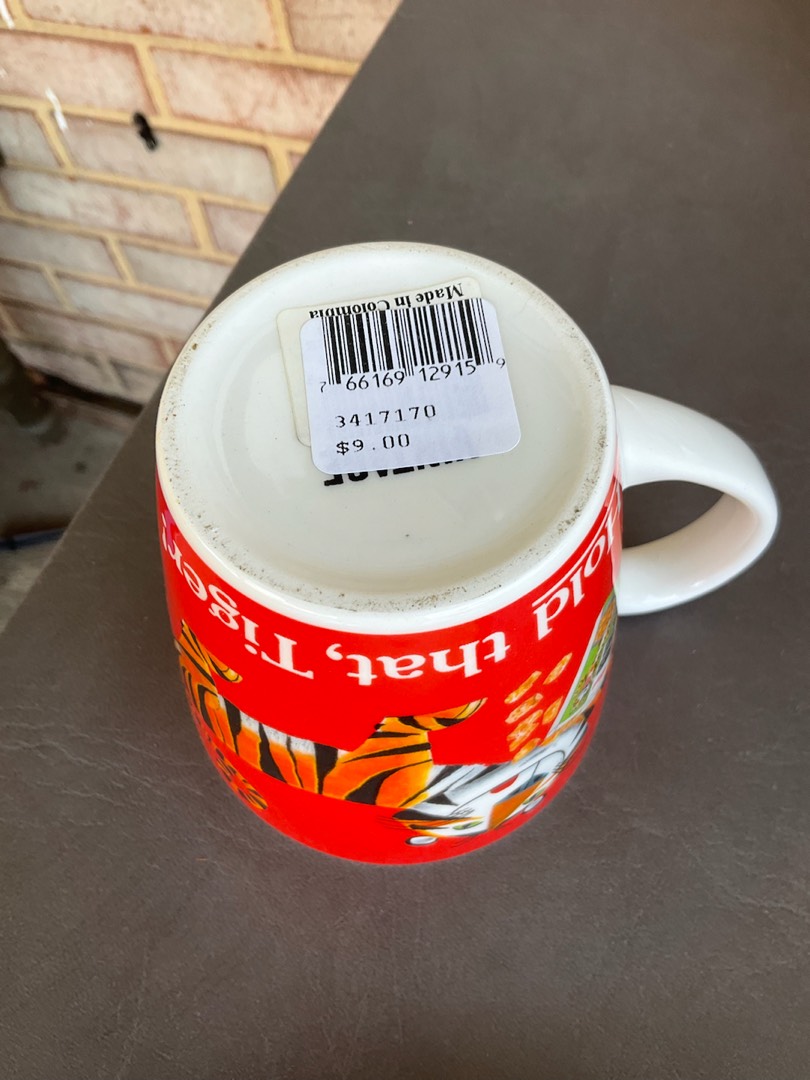 Made in Colombia
7 66169 12915 9
3417170
$9.00
Hold that, Tiger!